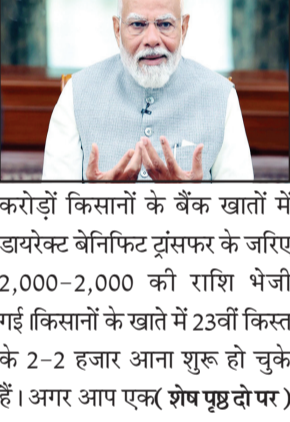 करोड़ों किसानों के बैंक खातों में
डायरेक्ट बेनिफिट ट्रांसफर के जरिए
2,000-2,000 की राशि भेजी
गई ।किसानों के खाते में 23वीं किस्त
के 2-2 हजार आना शुरू हो चुके
हैं। अगर आप एक( शेष पृष्ठ दो पर )